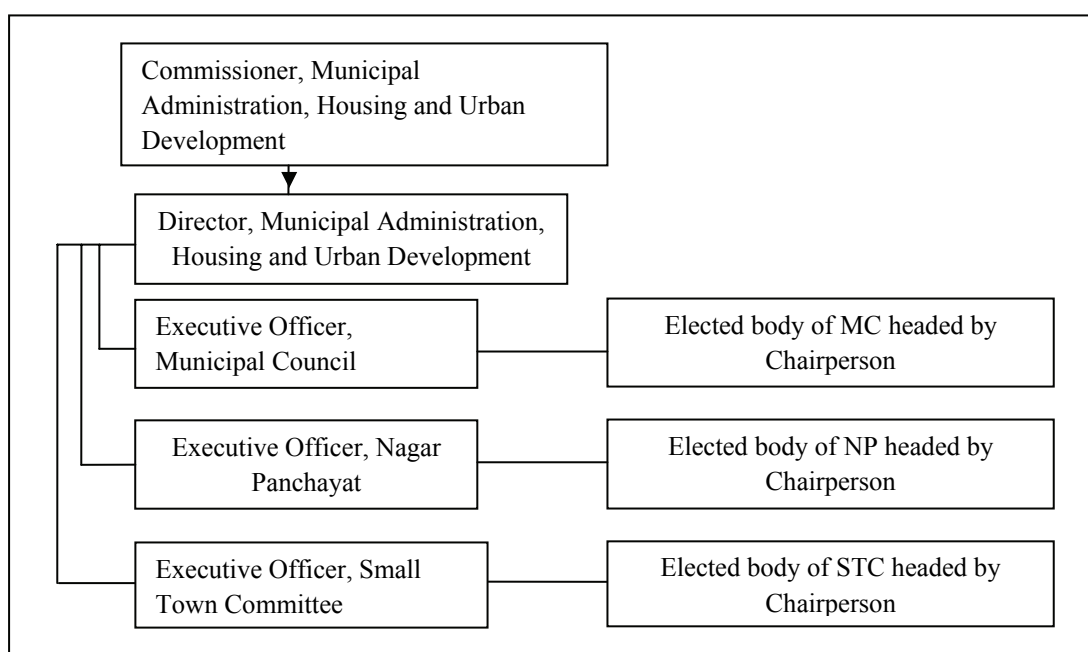 Commissioner, Municipal
Administration, Housing and Urban
Development
Director, Municipal Administration,
Housing and Urban Development
Executive Officer,
Municipal Council
Elected body of MC headed by
Chairperson
Executive Officer, Nagar
Panchayat
Elected body of NP headed by
Chairperson
Executive Officer, Small
Town Committee
Elected body of STC headed by
Chairperson